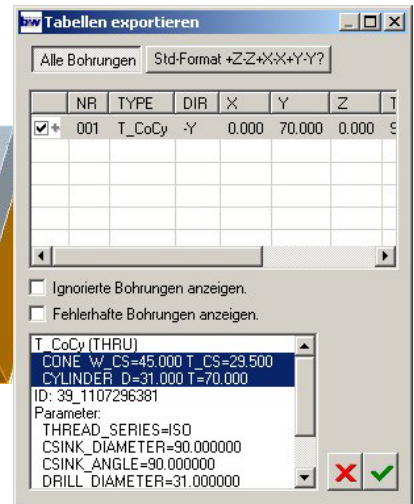 bw Tabellen exportieren
Alle Bohrungen Std-Format +Z-Z+X-X+Y-Y?
NR TYPE DIR X Y Z T
001 T_CoCy -Y 0.000 70.000 0.000 S
Ignorierte Bohrungen anzeigen.
Fehlerhafte Bohrungen anzeigen.
T_CoCy (THRU)
CONE W_CS=45.000 T_CS=29.500
CYLINDER D=31.000 T=70.000
ID: 39_1107296381
Parameter:
THREAD_SERIES=ISO
CSINK_DIAMETER=90.000000
CSINK_ANGLE=90.000000
DRILL_DIAMETER=31.000000